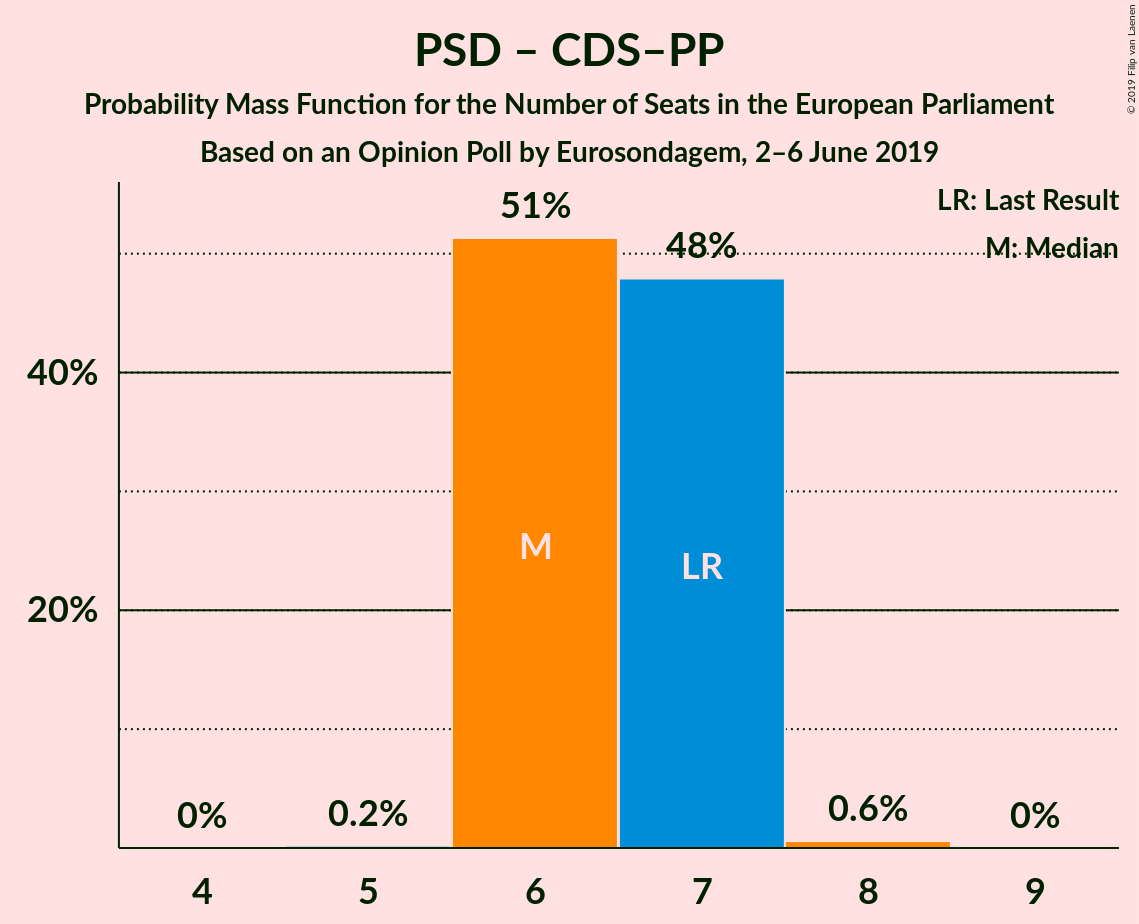 PSD – CDS–PP
Probability Mass Function for the Number of Seats in the European Parliament
Based on an Opinion Poll by Eurosondagem, 2–6 June 2019
© 2019 Filip van Laenen
LR: Last Result
M: Median
51%
48%
40%
20%
M
LR
0%
0.2%
0.6%
0%
4
5
6
7
8
9